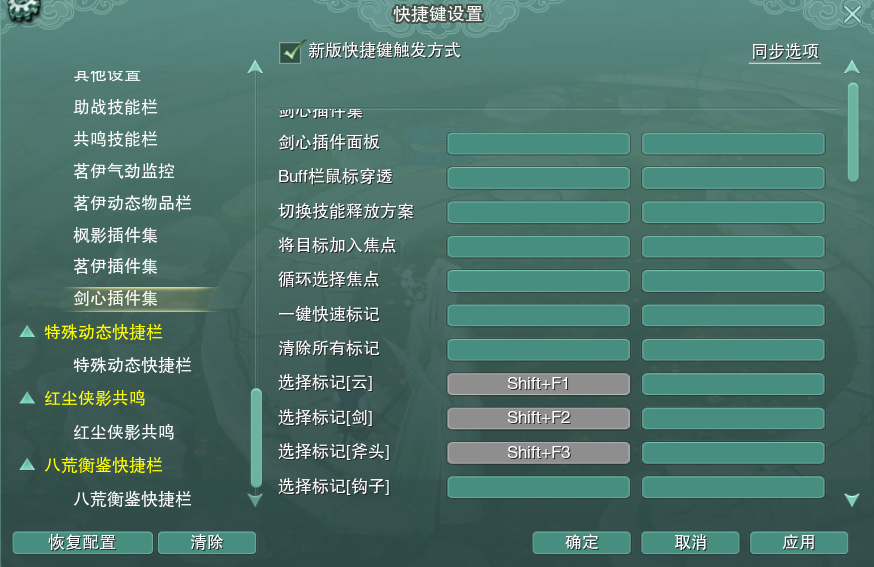 快捷键设置
新版快捷键触发方式
同步选项
其他设置
助战技能栏
共鸣技能栏
茗伊气劲监控
茗伊动态物品栏
枫影插件集
茗伊插件集
剑心插件集
特殊动态快捷栏
特殊动态快捷栏
红尘侠影共鸣
红尘侠影共鸣
八荒衡鉴快捷栏
八荒衡鉴快捷栏
剑心插件集
剑心插件面板
Buff栏鼠标穿透
切换技能释放方案
将目标加入焦点
循环选择焦点
一键快速标记
清除所有标记
选择标记[云] Shift+F1
选择标记[剑] Shift+F2
选择标记[斧头] Shift+F3
选择标记[钩子]
恢复配置 清除 确定 取消 应用